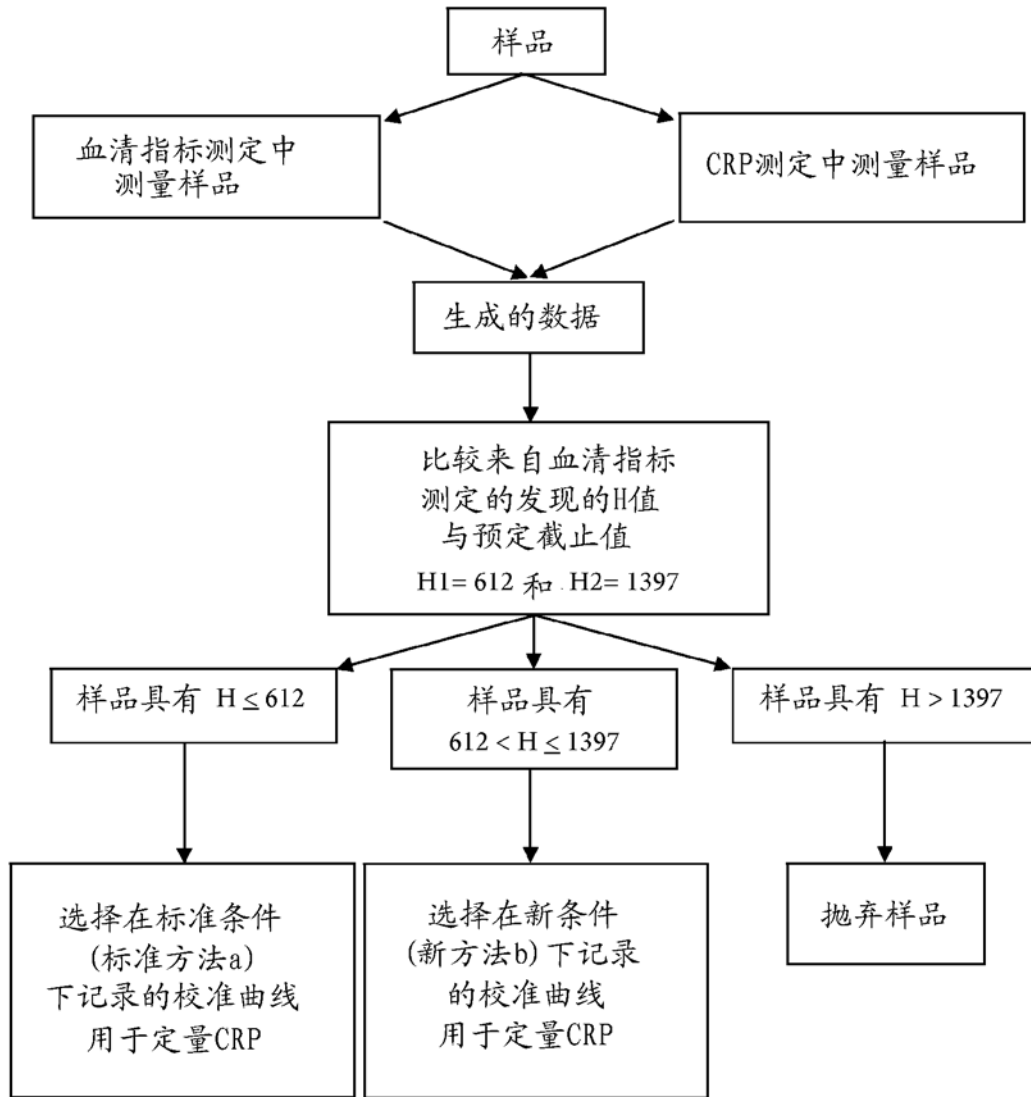 样品
血清指标测定中
测量样品
CRP测定中测量样品
生成的数据
比较来自血清指标
测定的发现的H值
与预定截止值
H1= 612 和 H2= 1397
样品具有 H ≤ 612
样品具有
612 < H ≤ 1397
样品具有 H > 1397
选择在标准条件
(标准方法a)
下记录的校准曲线
用于定量CRP
选择在新条件
(新方法b)下记录
的校准曲线
用于定量CRP
抛弃样品